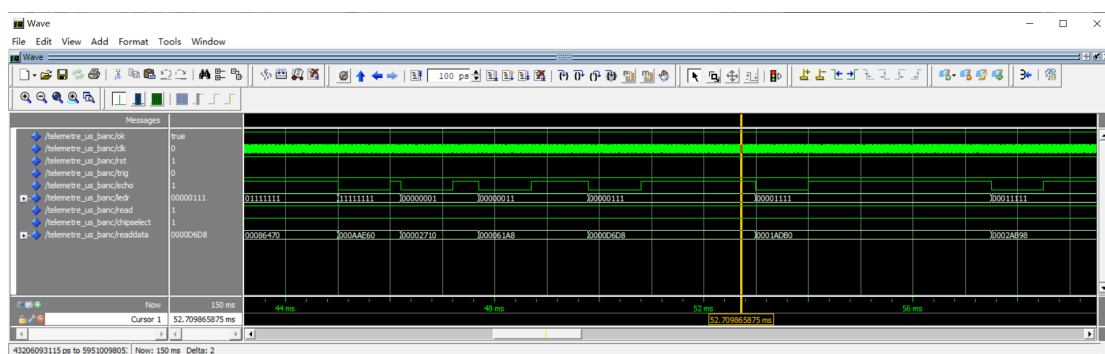 Wave
File Edit View Add Format Tools Window
Wave
100 ps
Messages
/telemetre_us_banc/ok true
/telemetre_us_banc/clk 0
/telemetre_us_banc/rst 1
/telemetre_us_banc/trig 0
/telemetre_us_banc/echo 1
/telemetre_us_banc/ledr 00000111 01111111 11111111 00000001 00000011 00000111 00001111 00011111
/telemetre_us_banc/read 1
/telemetre_us_banc/chipselect 1
/telemetre_us_banc/readdata 0000D6D8 00086470 000AAE60 00002710 000061A8 0000D6D8 0001ADB0 0002AB98
Now 150 ms 44 ms 48 ms 52 ms 56 ms
Cursor 1 52.709865875 ms 52.709865875 ms
Now: 150 ms Delta: 2